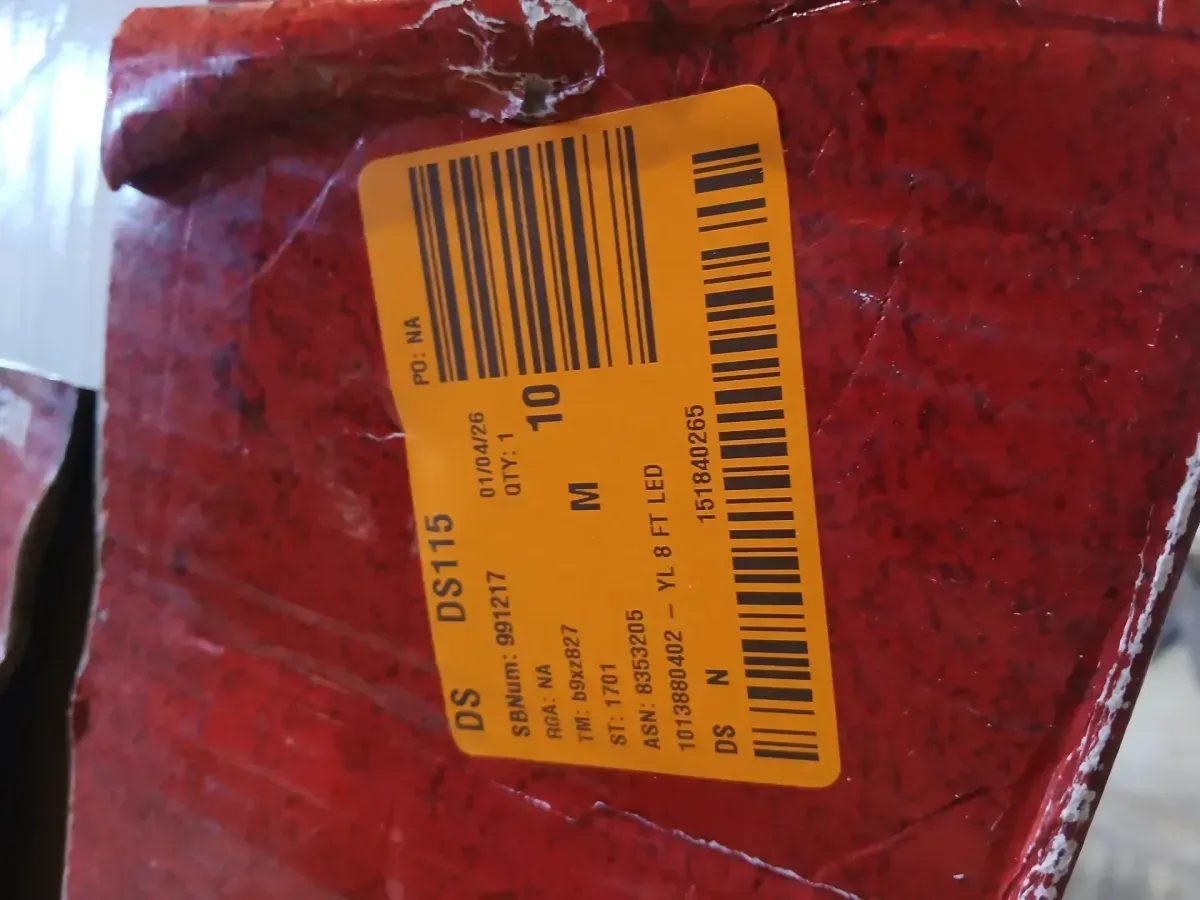 DS DS115
PO: NA
SBNum: 991217 01/04/26
RGA: NA QTY: 1
TM: b9xz827 10
ST: 1701 M
ASN: 8353205
1013880402 - YL 8 FT LED
DS N 151840265